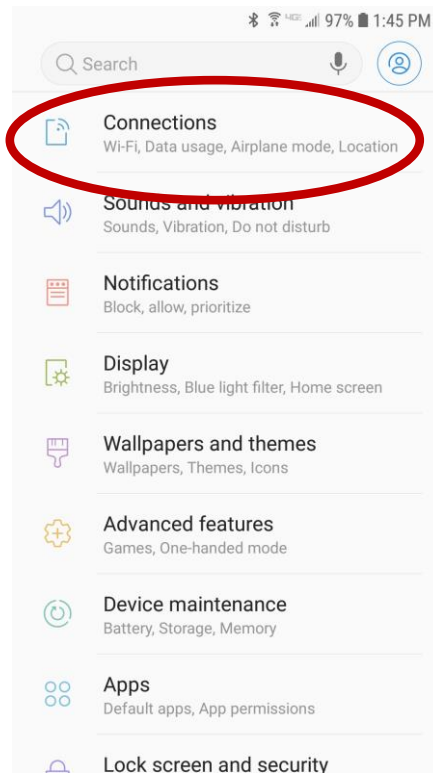 4G 97% 1:45 PM
Search
Connections
Wi-Fi, Data usage, Airplane mode, Location
Sounds and vibration
Sounds, Vibration, Do not disturb
Notifications
Block, allow, prioritize
Display
Brightness, Blue light filter, Home screen
Wallpapers and themes
Wallpapers, Themes, Icons
Advanced features
Games, One-handed mode
Device maintenance
Battery, Storage, Memory
Apps
Default apps, App permissions
Lock screen and security